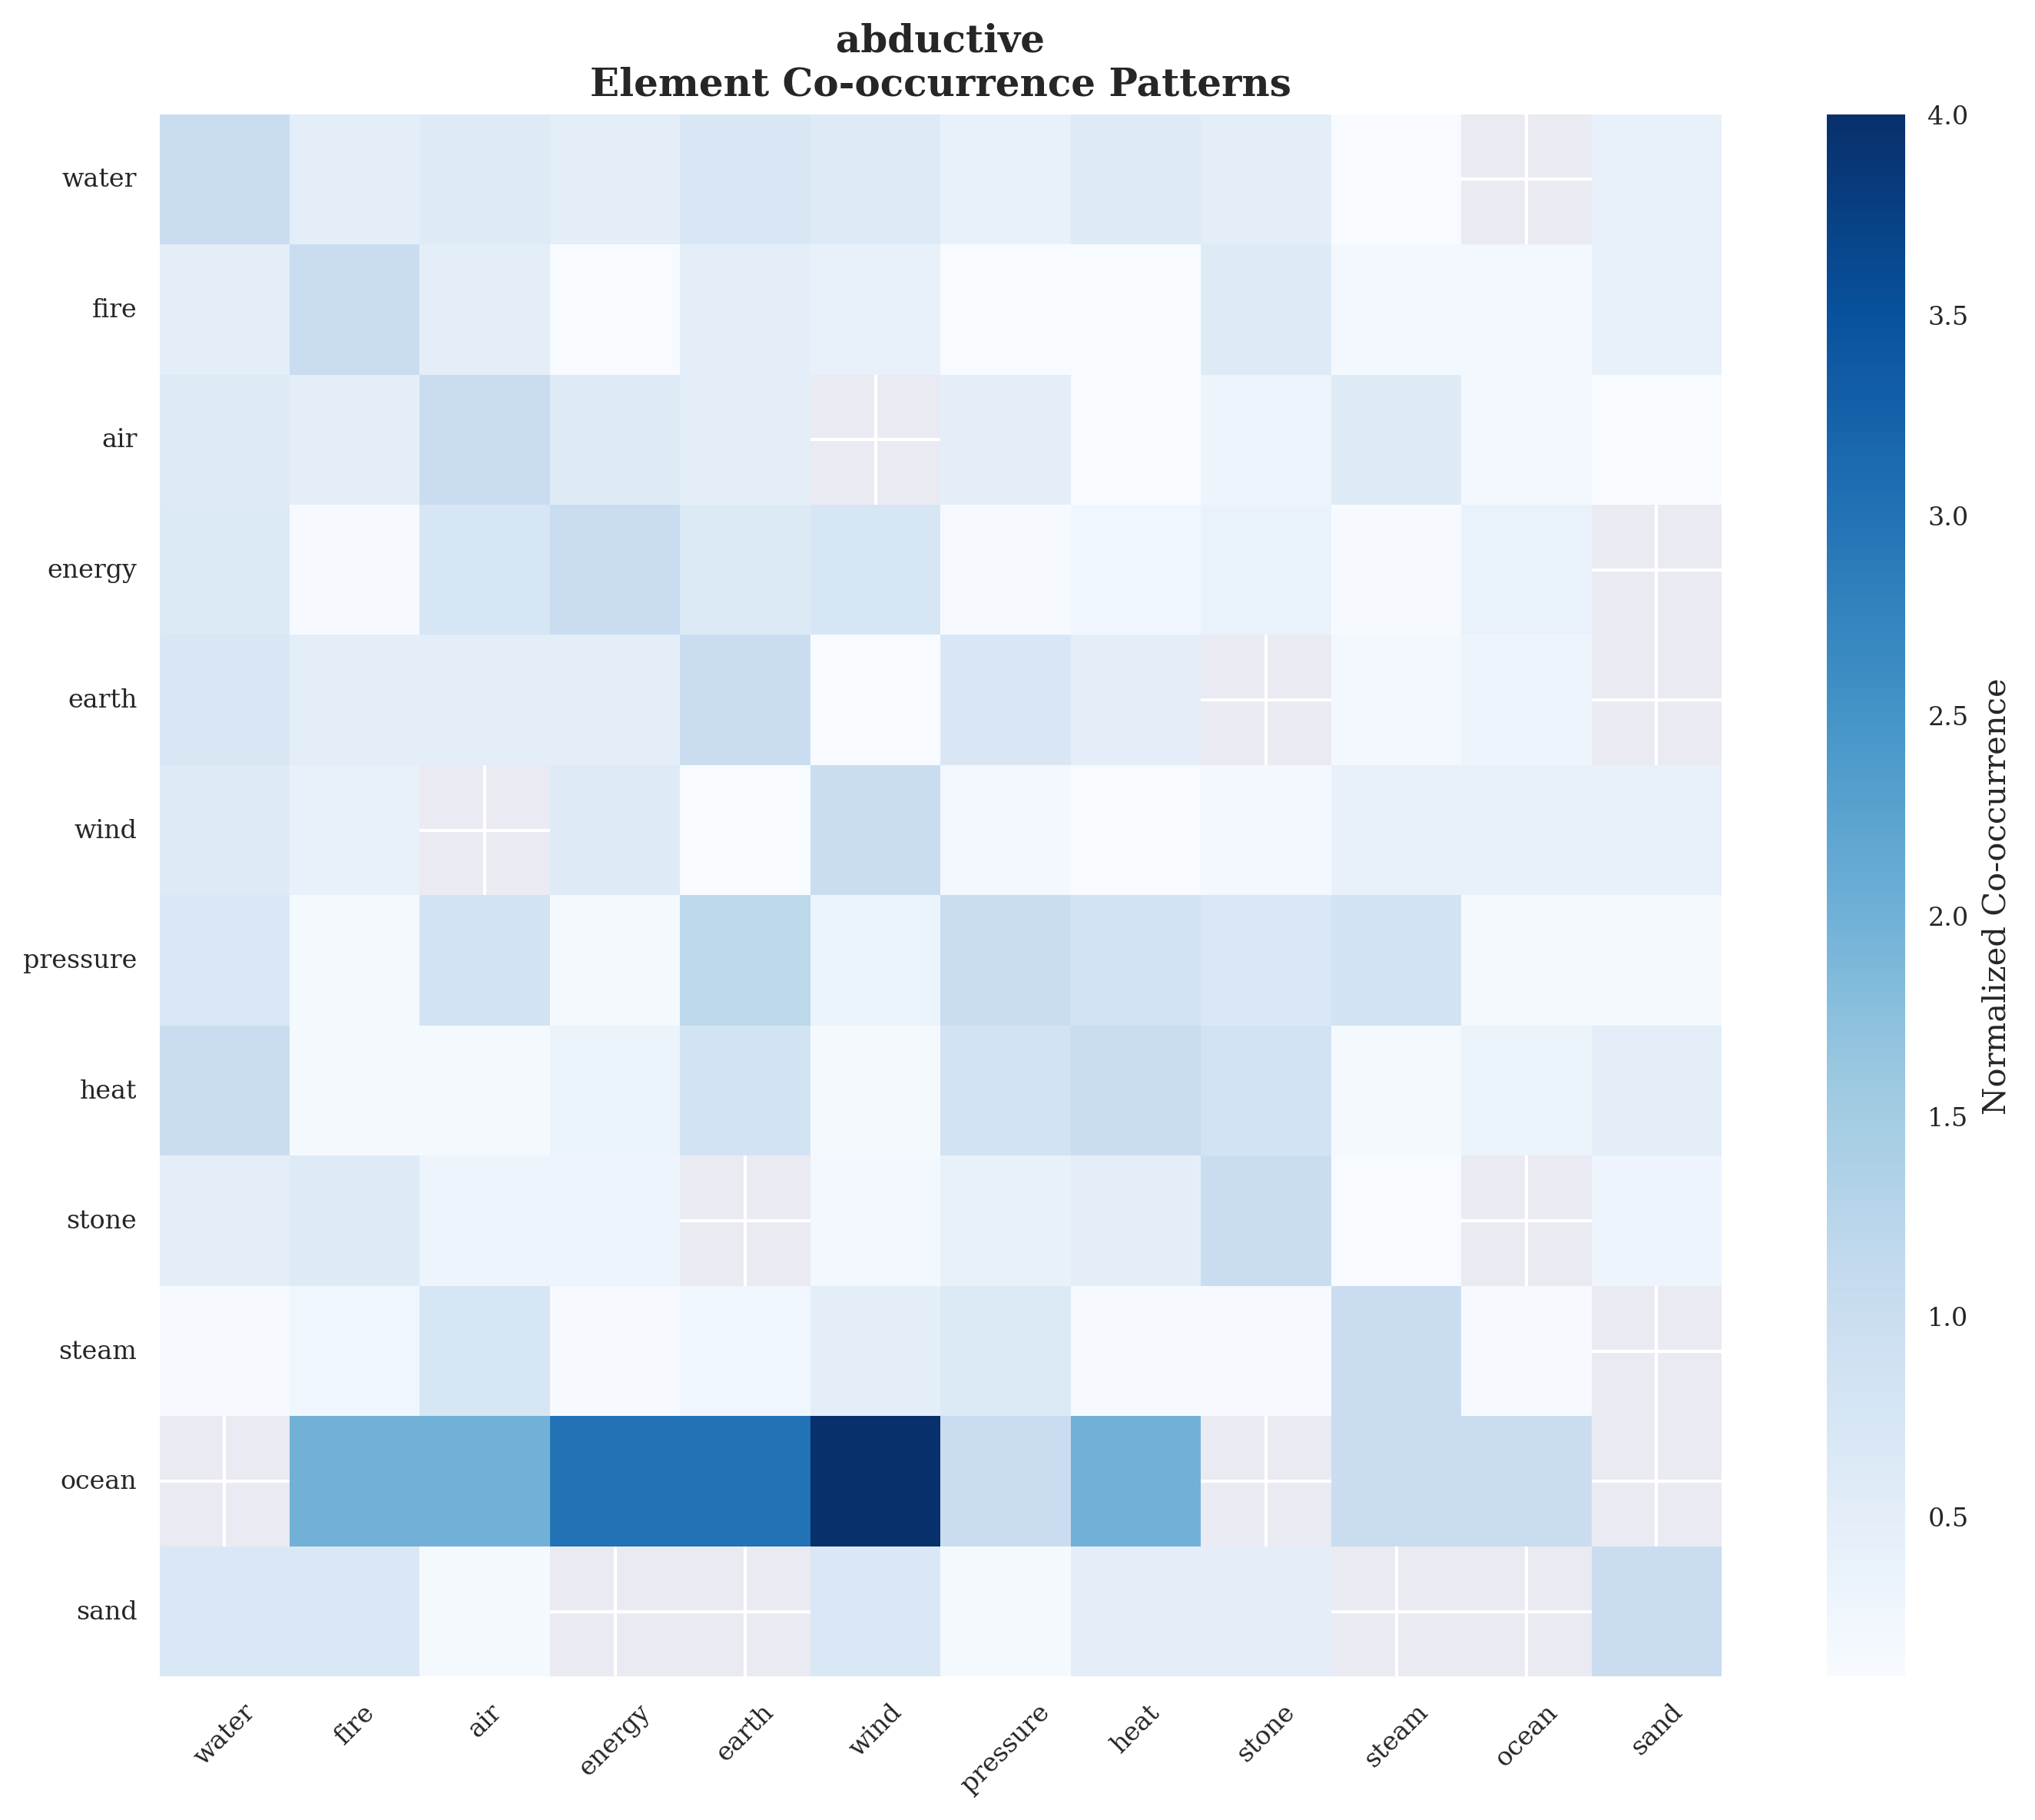 abductive
Element Co-occurrence Patterns
water
fire
air
energy
earth
wind
pressure
heat
stone
steam
ocean
sand
water
fire
air
energy
earth
wind
pressure
heat
stone
steam
ocean
sand
4.0
3.5
3.0
2.5
2.0
1.5
1.0
0.5
Normalized Co-occurrence